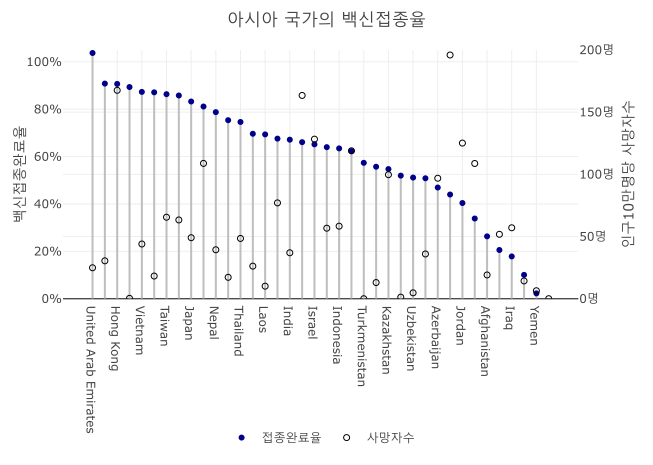 아시아 국가의 백신접종율
백신접종완료율
100%
80%
60%
40%
20%
0%
200명
150명
100명
50명
0명
인구10만명당 사망자수
United Arab Emirates
Hong Kong
Vietnam
Taiwan
Japan
Nepal
Thailand
Laos
India
Israel
Indonesia
Turkmenistan
Kazakhstan
Uzbekistan
Azerbaijan
Jordan
Afghanistan
Iraq
Yemen
접종완료율
사망자수